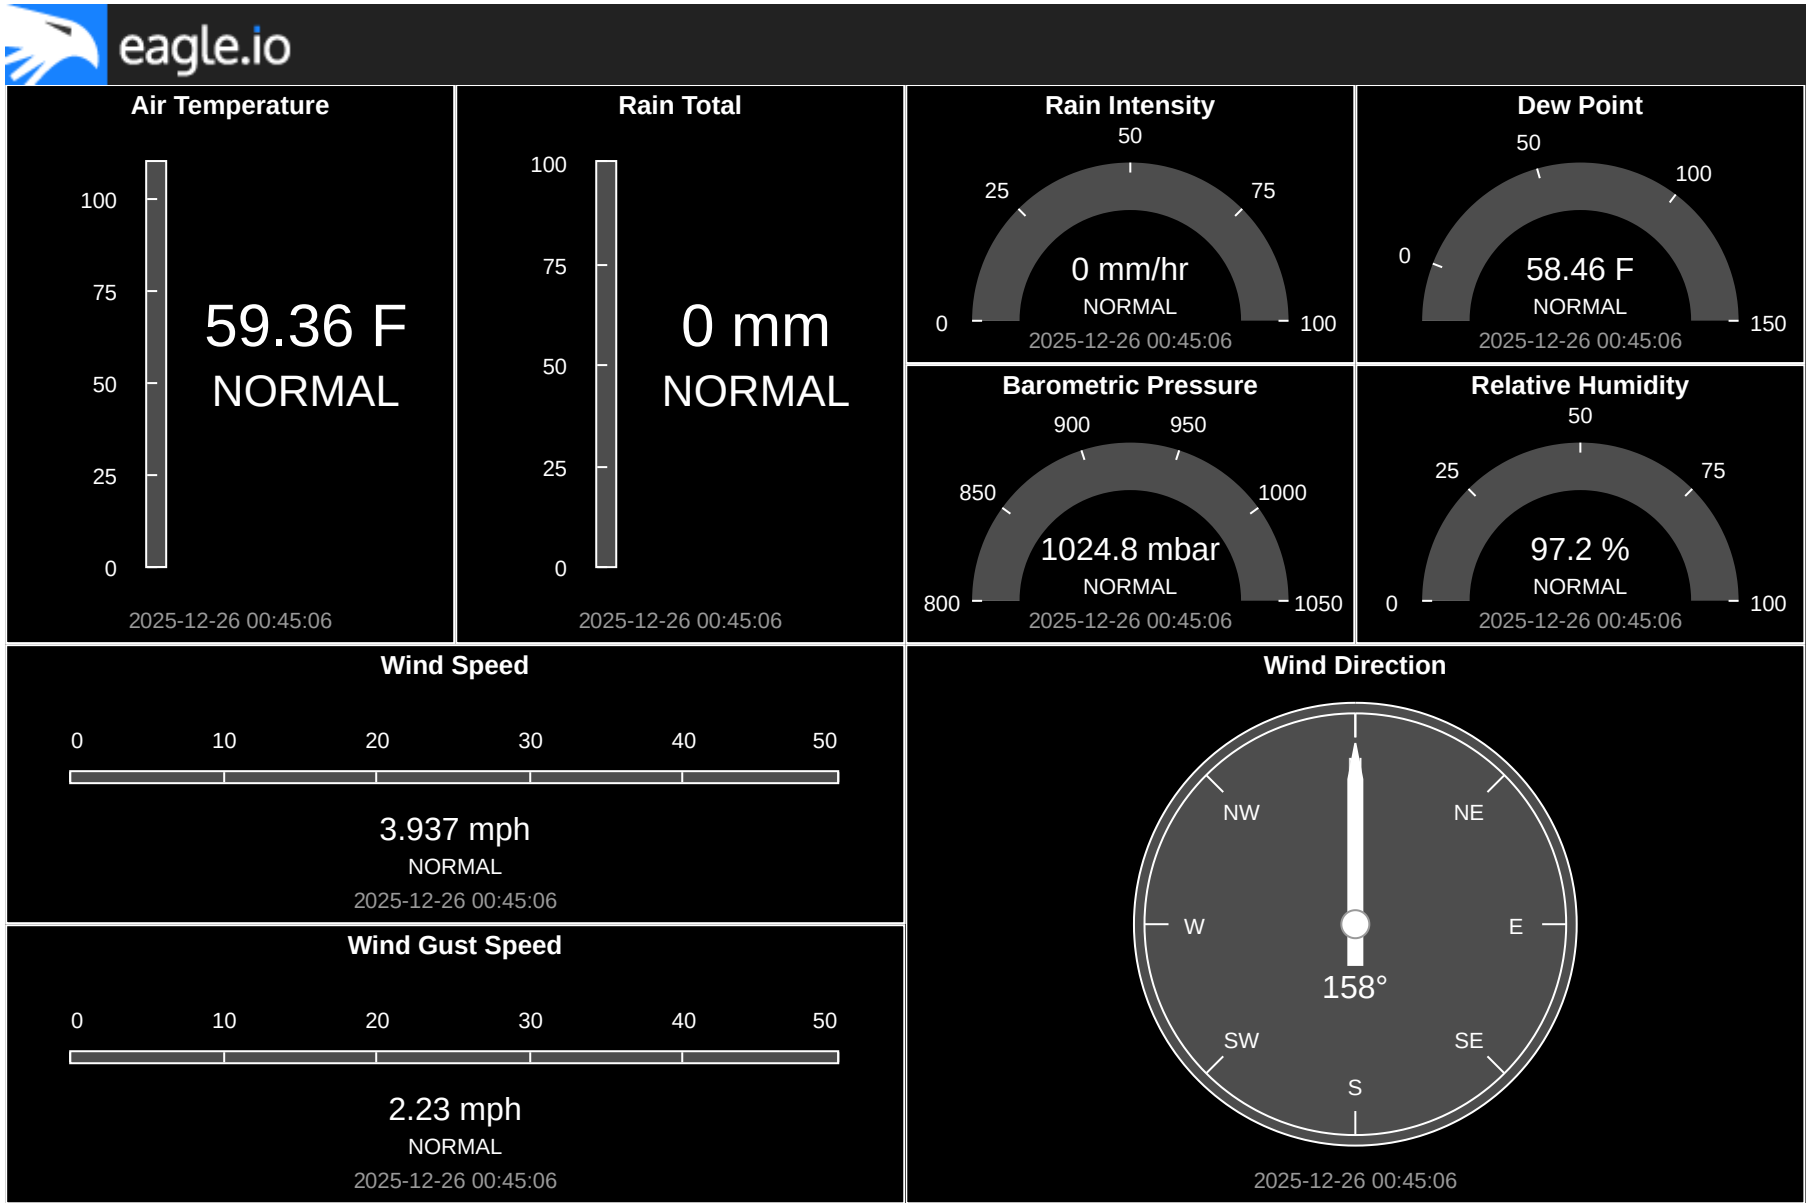 eagle.io
Air Temperature
100
75
50
25
0
59.36 F
NORMAL
2025-12-26 00:45:06
Rain Total
100
75
50
25
0
0 mm
NORMAL
2025-12-26 00:45:06
Rain Intensity
50
25
75
0
100
0 mm/hr
NORMAL
2025-12-26 00:45:06
Dew Point
50
100
0
150
58.46 F
NORMAL
2025-12-26 00:45:06
Barometric Pressure
900
950
850
1000
800
1050
1024.8 mbar
NORMAL
2025-12-26 00:45:06
Relative Humidity
50
25
75
0
100
97.2 %
NORMAL
2025-12-26 00:45:06
Wind Speed
0 10 20 30 40 50
3.937 mph
NORMAL
2025-12-26 00:45:06
Wind Gust Speed
0 10 20 30 40 50
2.23 mph
NORMAL
2025-12-26 00:45:06
Wind Direction
NW NE
W E
158°
SW SE
S
2025-12-26 00:45:06